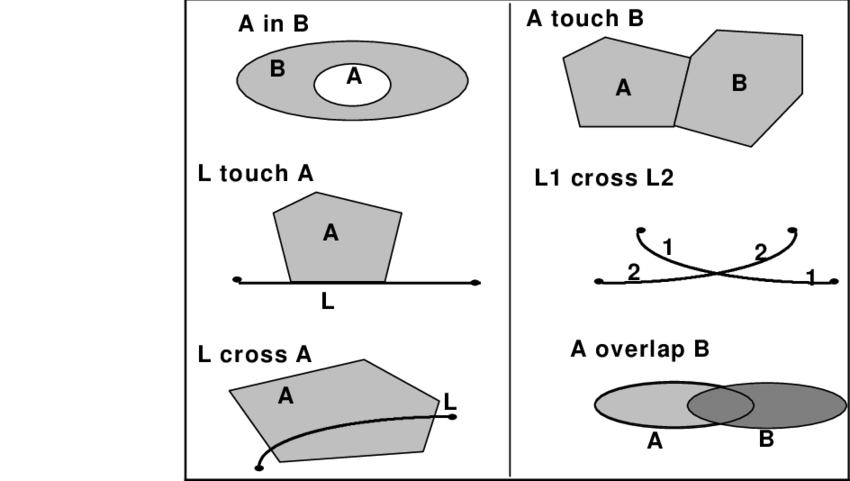 A in B
B
A
L touch A
A
L
L cross A
A
L
A touch B
A
B
L1 cross L2
1
2
2
1
A overlap B
A
B